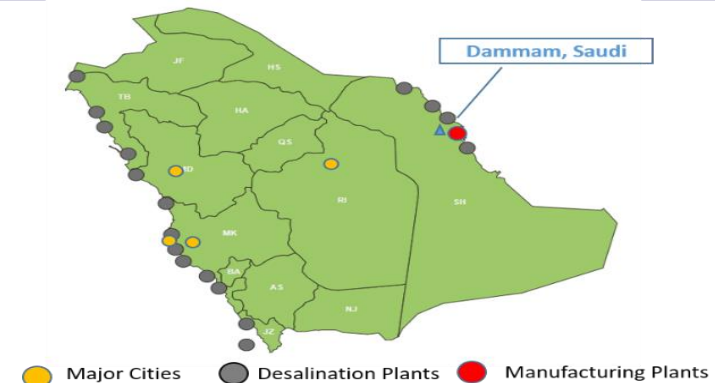 Dammam, Saudi
JF
HS
TB
HA
QS
MD
RI
SH
MK
BA
AS
NJ
JZ
Major Cities
Desalination Plants
Manufacturing Plants